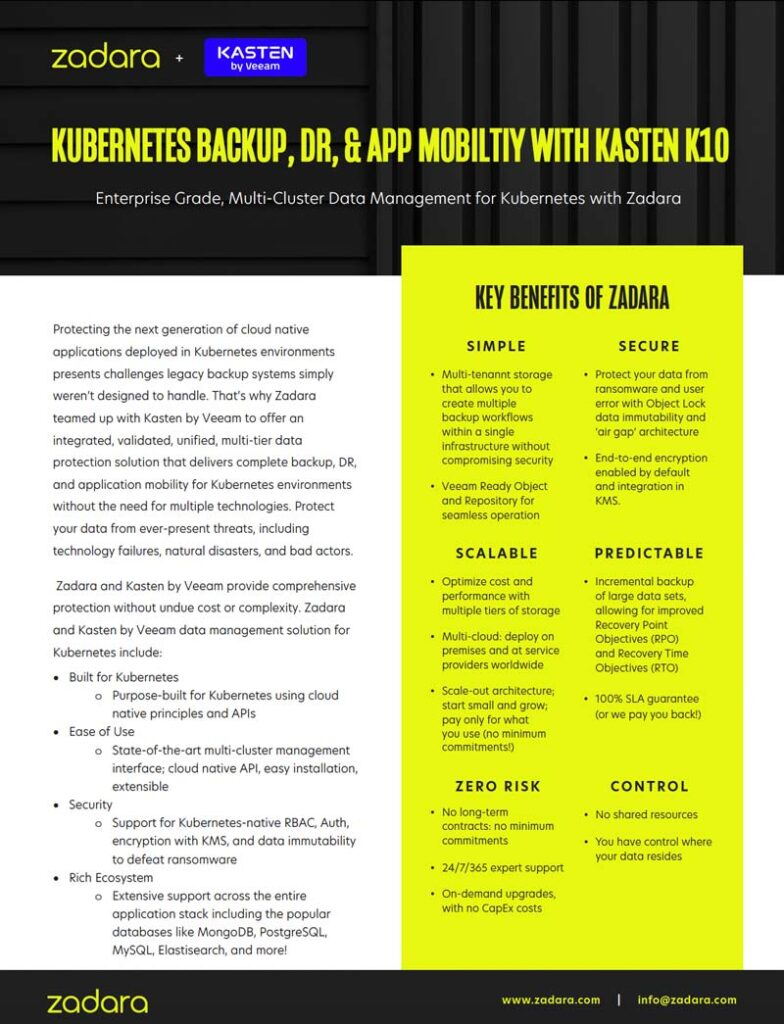 zadara + KASTEN
by Veeam
KUBERNETES BACKUP, DR, & APP MOBILTIY WITH KASTEN K10
Enterprise Grade, Multi-Cluster Data Management for Kubernetes with Zadara
Protecting the next generation of cloud native
applications deployed in Kubernetes environments
presents challenges legacy backup systems simply
weren't designed to handle. That's why Zadara
teamed up with Kasten by Veeam to offer an
integrated, validated, unified, multi-tier data
protection solution that delivers complete backup, DR,
and application mobility for Kubernetes environments
without the need for multiple technologies. Protect
your data from ever-present threats, including
technology failures, natural disasters, and bad actors.
Zadara and Kasten by Veeam provide comprehensive
protection without undue cost or complexity. Zadara
and Kasten by Veeam data management solution for
Kubernetes include:
• Built for Kubernetes
o Purpose-built for Kubernetes using cloud
native principles and APIs
• Ease of Use
o State-of-the-art multi-cluster management
interface; cloud native API, easy installation,
extensible
• Security
o Support for Kubernetes-native RBAC, Auth,
encryption with KMS, and data immutability
to defeat ransomware
• Rich Ecosystem
o Extensive support across the entire
application stack including the popular
databases like MongoDB, PostgreSQL,
MySQL, Elastisearch, and more!
KEY BENEFITS OF ZADARA
SIMPLE
• Multi-tenannt storage
that allows you to
create multiple
backup workflows
within a single
infrastructure without
compromising security
• Veeam Ready Object
and Repository for
seamless operation
SECURE
• Protect your data from
ransomware and user
error with Object Lock
data immutability and
'air gap' architecture
• End-to-end encryption
enabled by default
and integration in
KMS.
SCALABLE
• Optimize cost and
performance with
multiple tiers of storage
• Multi-cloud: deploy on
premises and at service
providers worldwide
• Scale-out architecture;
start small and grow;
pay only for what
you use (no minimum
commitments!)
PREDICTABLE
• Incremental backup
of large data sets,
allowing for improved
Recovery Point
Objectives (RPO)
and Recovery Time
Objectives (RTO)
• 100% SLA guarantee
(or we pay you back!)
ZERO RISK
• No long-term
contracts: no minimum
commitments
• 24/7/365 expert support
• On-demand upgrades,
with no CapEx costs
CONTROL
• No shared resources
• You have control where
your data resides
zadara
www.zadara.com | info@zadara.com